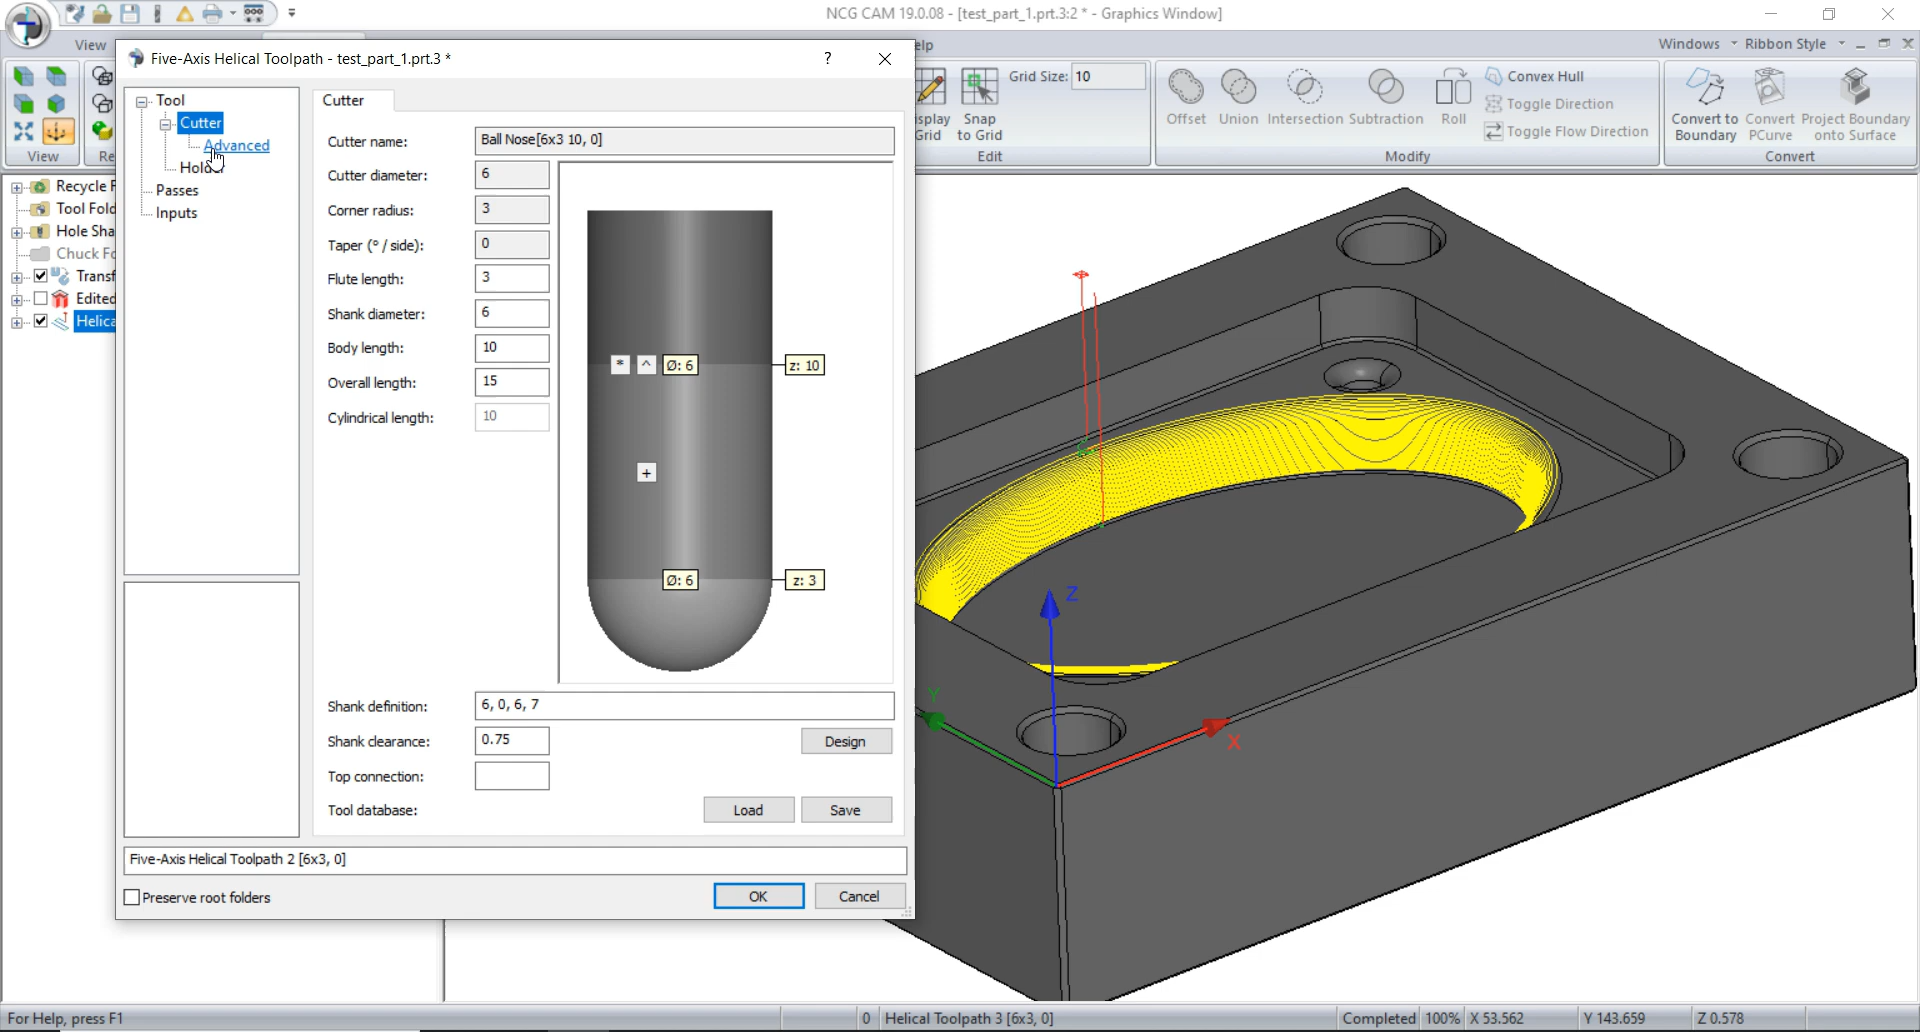 NCG CAM 19.0.08 - [test_part_1.prt.3:2 * - Graphics Window]
View
elp
Windows
Ribbon Style
Five-Axis Helical Toolpath - test_part_1.prt.3 *
?
Grid Size: 10
isplay
Grid
Snap
to Grid
Edit
Offset
Union
Intersection
Subtraction
Roll
Convex Hull
Toggle Direction
Toggle Flow Direction
Modify
Convert to
Boundary
Convert
PCurve
Project Boundary
onto Surface
Convert
View
Re
Recycle F
Tool Fold
Hole Sha
Chuck Fo
Transf
Edited
Helica
Tool
Cutter
Advanced
Holder
Passes
Inputs
Cutter
Cutter name: Ball Nose[6x3 10, 0]
Cutter diameter: 6
Corner radius: 3
Taper (° / side): 0
Flute length: 3
Shank diameter: 6
Body length: 10
Overall length: 15
Cylindrical length: 10
* ^ Ø: 6 z: 10
+
Ø: 6 z: 3
Shank definition: 6, 0, 6, 7
Shank clearance: 0.75
Design
Top connection:
Tool database:
Load
Save
Five-Axis Helical Toolpath 2 [6x3, 0]
Preserve root folders
OK
Cancel
Z
Y
X
For Help, press F1
0
Helical Toolpath 3 [6x3, 0]
Completed
100%
X 53.562
Y 143.659
Z 0.578